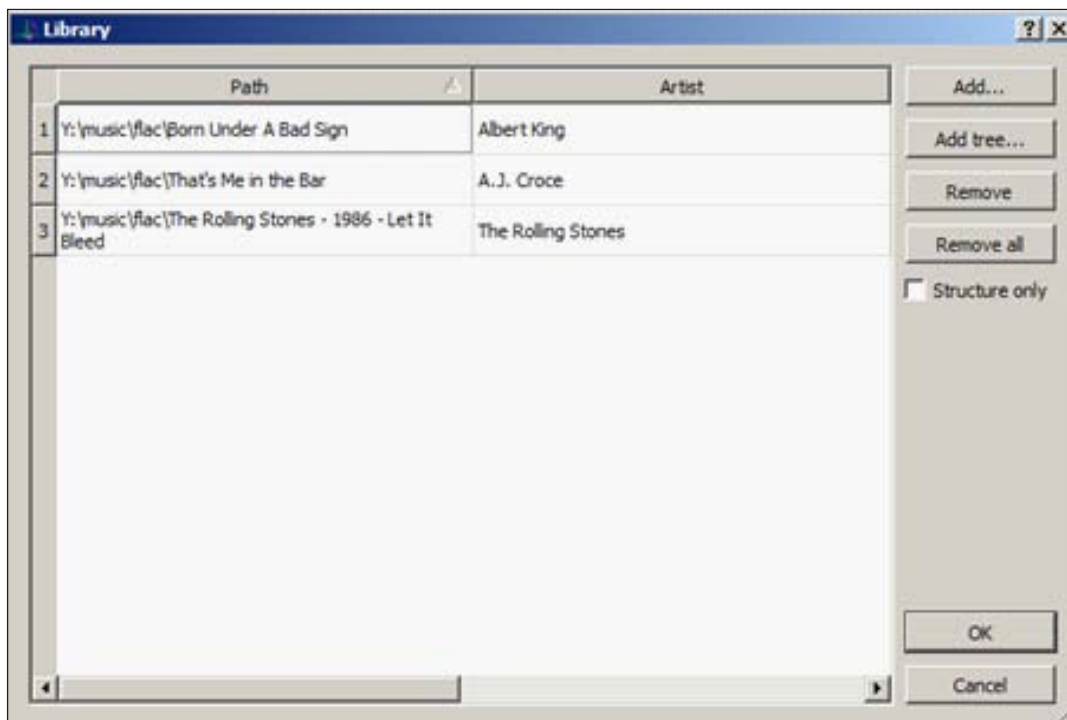 Library
Path Artist Add...
1 Y:\music\flac\Born Under A Bad Sign Albert King
Add tree...
2 Y:\music\flac\That's Me in the Bar A.J. Croce
Remove
3 Y:\music\flac\The Rolling Stones - 1986 - Let It
Bleed The Rolling Stones
Remove all
Structure only
OK
Cancel